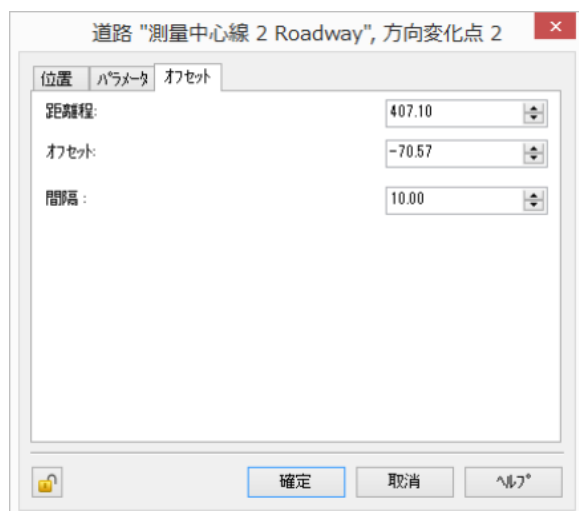 道路 "測量中心線 2 Roadway", 方向変化点 2
位置 パラメータ オフセット
距離程: 407.10
オフセット: -70.57
間隔 : 10.00
確定 取消 ヘルプ